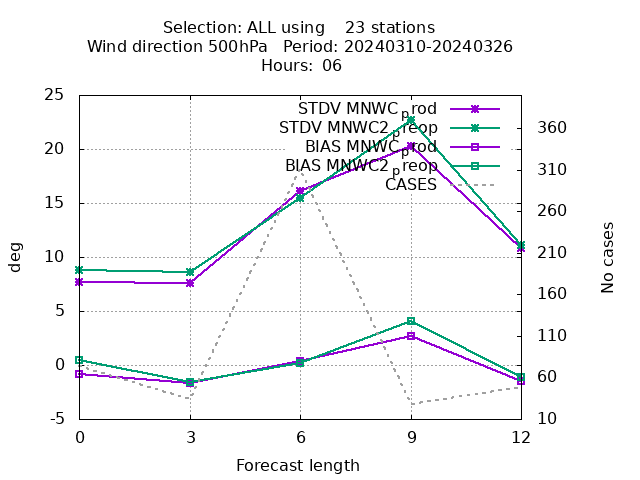 Selection: ALL using    23 stations
Wind direction 500hPa   Period: 20240310-20240326
Hours: 06
25
20
15
10
5
0
-5
deg
STDV MNWC_prod
STDV MNWC2_preop
BIAS MNWC_prod
BIAS MNWC2_preop
CASES
360
310
260
210
160
110
60
10
No cases
0 3 6 9 12
Forecast length